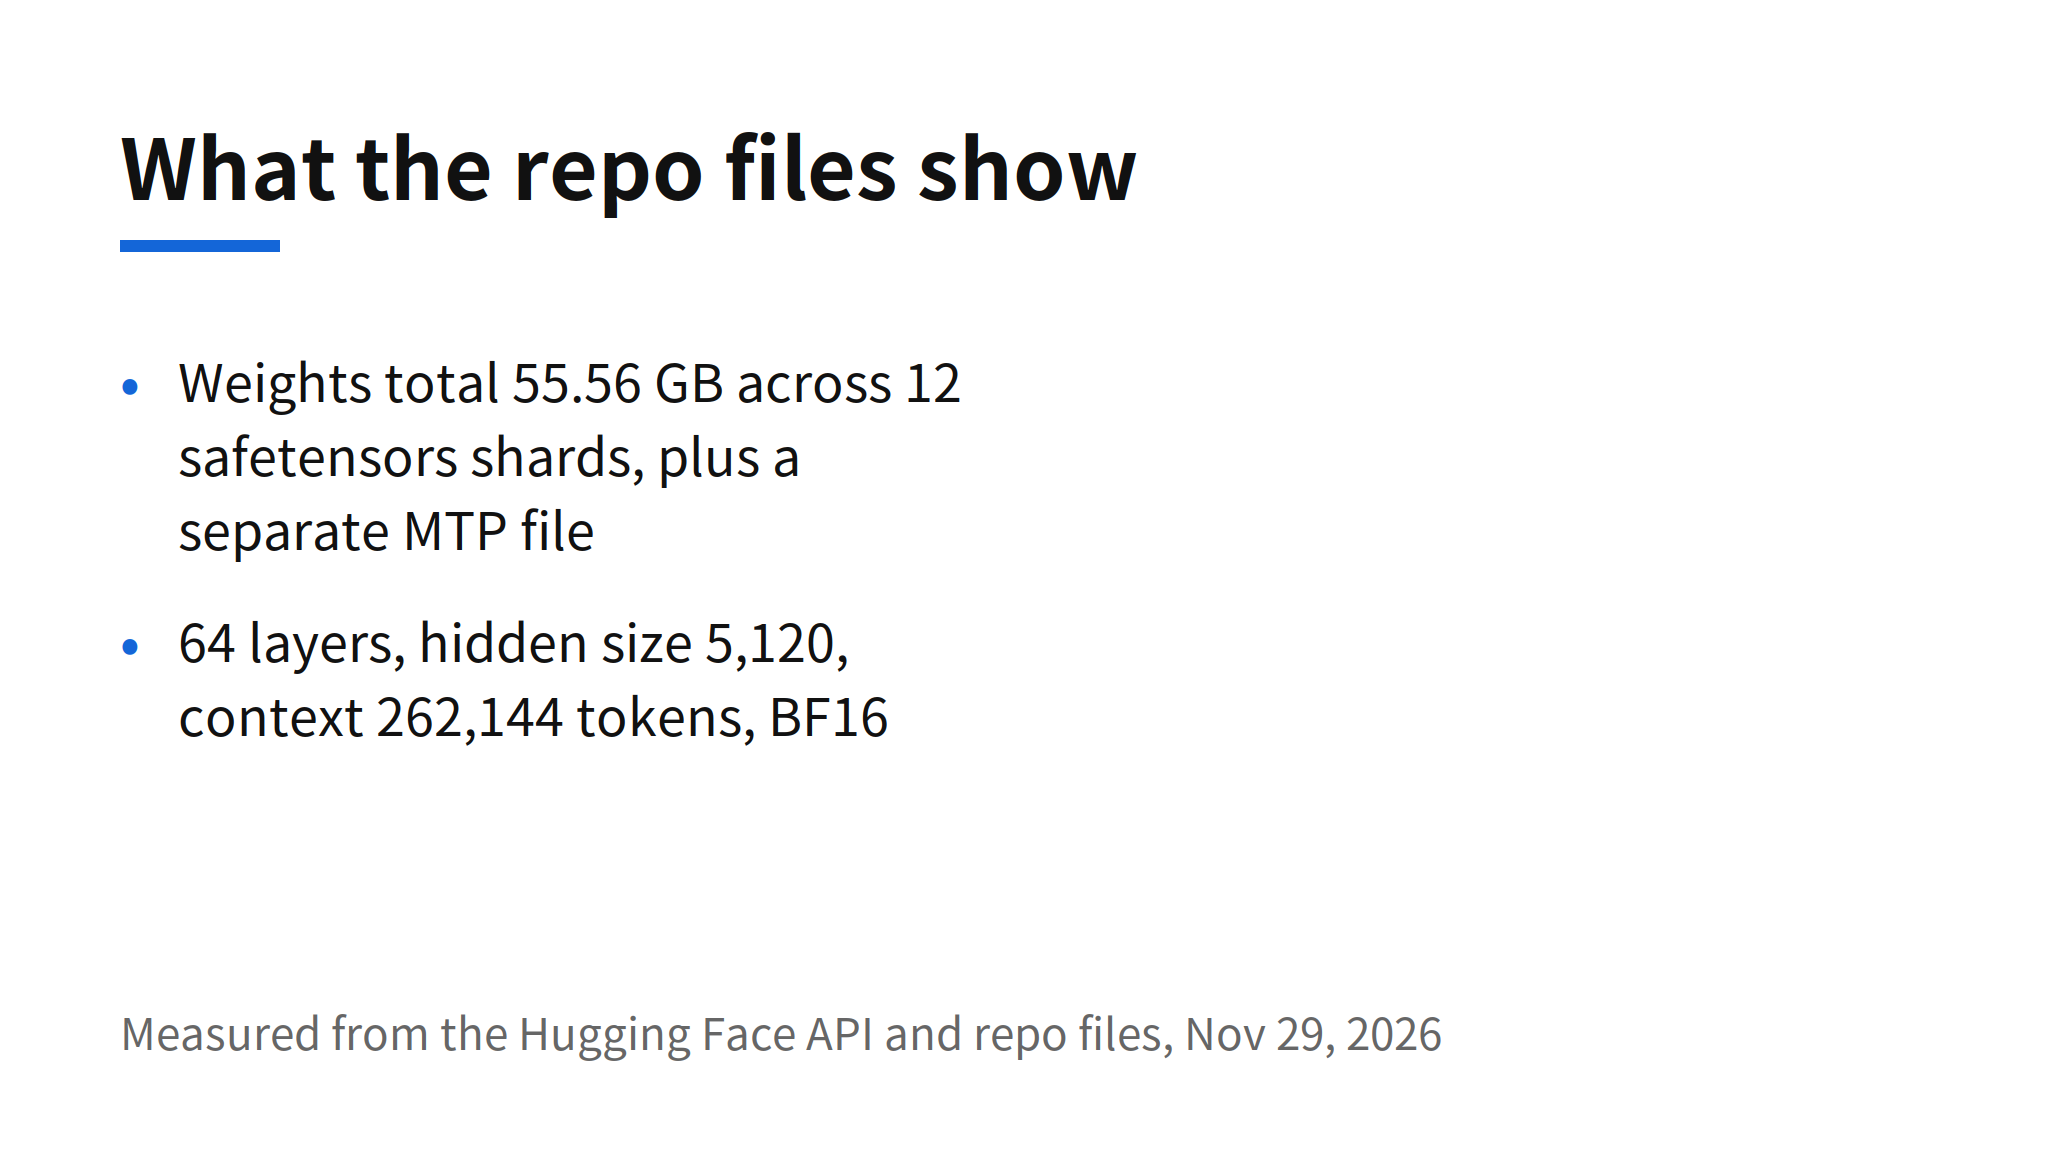 What the repo files show
• Weights total 55.56 GB across 12
safetensors shards, plus a
separate MTP file
• 64 layers, hidden size 5,120,
context 262,144 tokens, BF16
Measured from the Hugging Face API and repo files, Nov 29, 2026